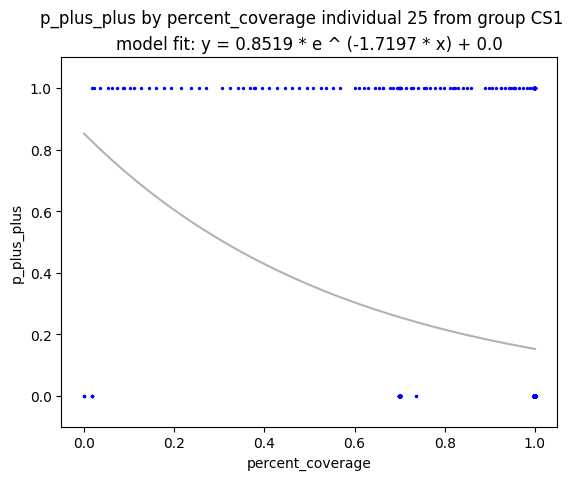 p_plus_plus by percent_coverage individual 25 from group CS1
model fit: y = 0.8519 * e ^ (-1.7197 * x) + 0.0
1.0
0.8
0.6
0.4
0.2
0.0
p_plus_plus
0.0 0.2 0.4 0.6 0.8 1.0
percent_coverage